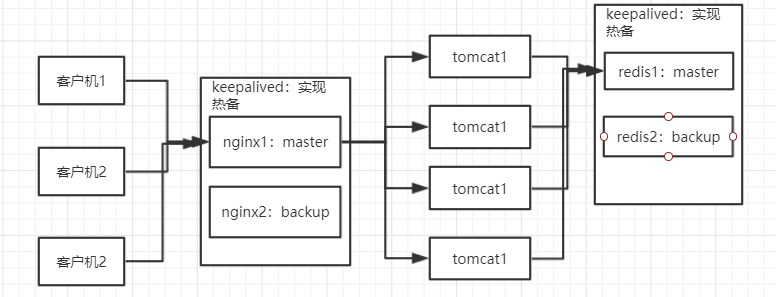 客户机1
客户机2
客户机2
keepalived：实现
热备
nginx1：master
nginx2：backup
tomcat1
tomcat1
tomcat1
tomcat1
keepalived：实现
热备
redis1：master
redis2：backup